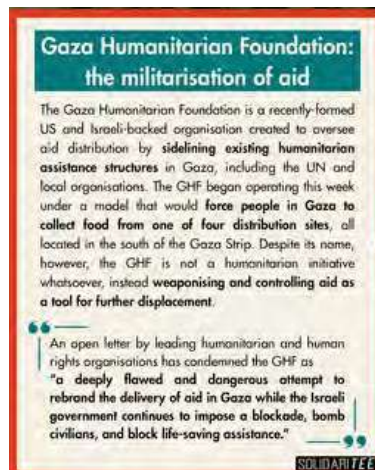 Gaza Humanitarian Foundation:
the militarisation of aid
The Gaza Humanitarian Foundation is a recently-formed
US and Israeli-backed organisation created to oversee
aid distribution by sidelining existing humanitarian
assistance structures in Gaza, including the UN and
local organisations. The GHF began operating this week
under a model that would force people in Gaza to
collect food from one of four distribution sites, all
located in the south of the Gaza Strip. Despite its name,
however, the GHF is not a humanitarian initiative
whatsoever, instead weaponising and controlling aid as
a tool for further displacement.
“
An open letter by leading humanitarian and human
rights organisations has condemned the GHF as
"a deeply flawed and dangerous attempt to
rebrand the delivery of aid in Gaza while the Israeli
government continues to impose a blockade, bomb
civilians, and block life-saving assistance."
”
SOLIDARITEE